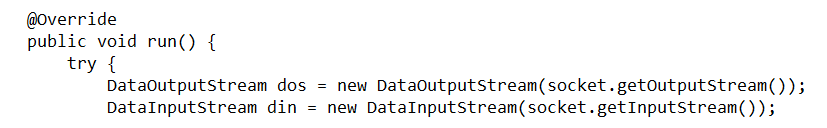 @Override
public void run() {
try {
DataOutputStream dos = new DataOutputStream(socket.getOutputStream());
DataInputStream din = new DataInputStream(socket.getInputStream());